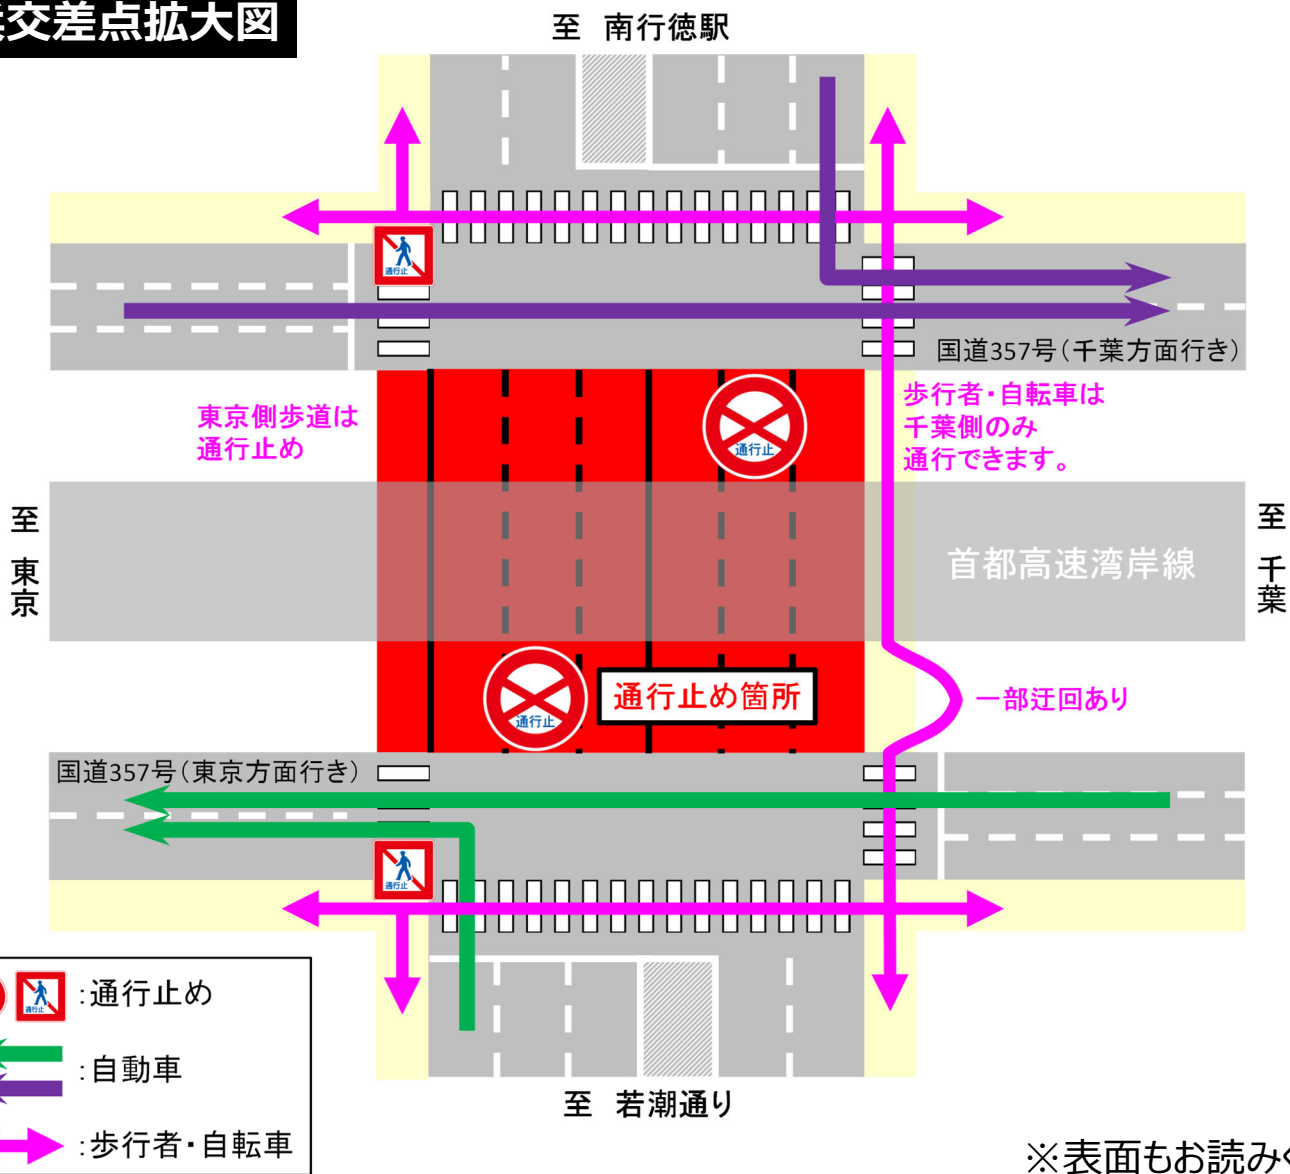 交差点拡大図
至 南行徳駅
通行止
国道357号(千葉方面行き)
東京側歩道は
通行止め
通行止
歩行者・自転車は
千葉側のみ
通行できます。
至 東京
首都高速湾岸線
至 千葉
通行止
通行止め箇所
一部迂回あり
国道357号(東京方面行き)
通行止
通行止
:通行止め
:自動車
:歩行者・自転車
至 若潮通り
※表面もお読み